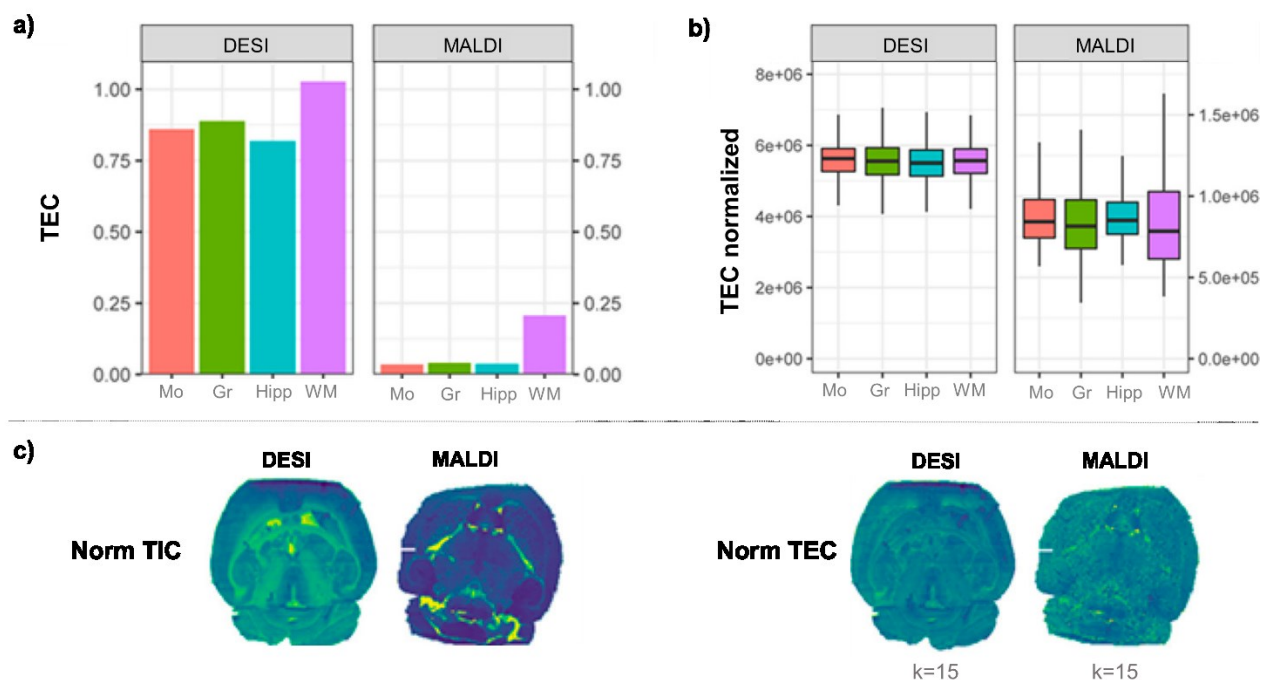 a)
DESI
MALDI
TEC
1.00
0.75
0.50
0.25
0.00
1.00
0.75
0.50
0.25
0.00
Mo Gr Hipp WM
Mo Gr Hipp WM
b)
DESI
MALDI
TEC normalized
8e+06
6e+06
4e+06
2e+06
0e+00
1.5e+06
1.0e+06
5.0e+05
0.0e+00
Mo Gr Hipp WM
Mo Gr Hipp WM
c)
DESI
MALDI
Norm TIC
DESI
MALDI
Norm TEC
k=15
k=15